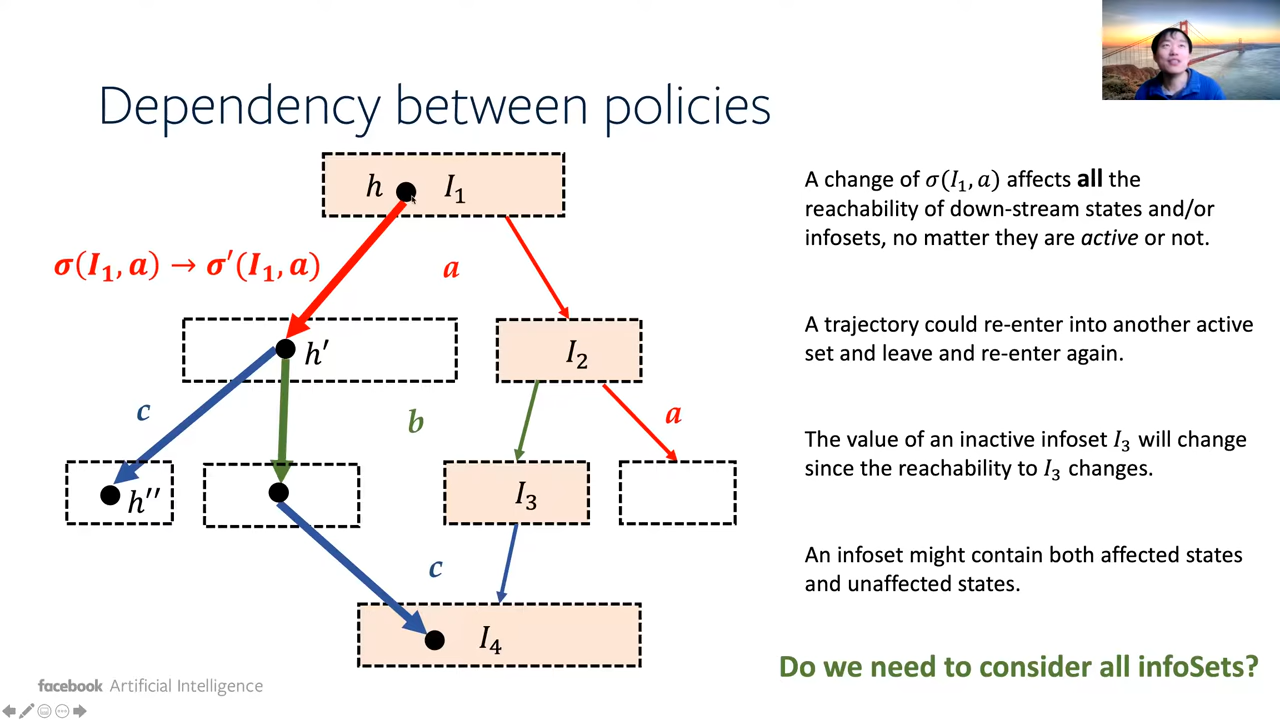 Dependency between policies
h I₁
σ(I₁, a) → σ′(I₁, a)
a
h′
I₂
c
b
a
h′′
I₃
c
I₄
A change of σ(I₁, a) affects all the
reachability of down-stream states and/or
infosets, no matter they are active or not.
A trajectory could re-enter into another active
set and leave and re-enter again.
The value of an inactive infoset I₃ will change
since the reachability to I₃ changes.
An infoset might contain both affected states
and unaffected states.
Do we need to consider all infoSets?
facebook Artificial Intelligence